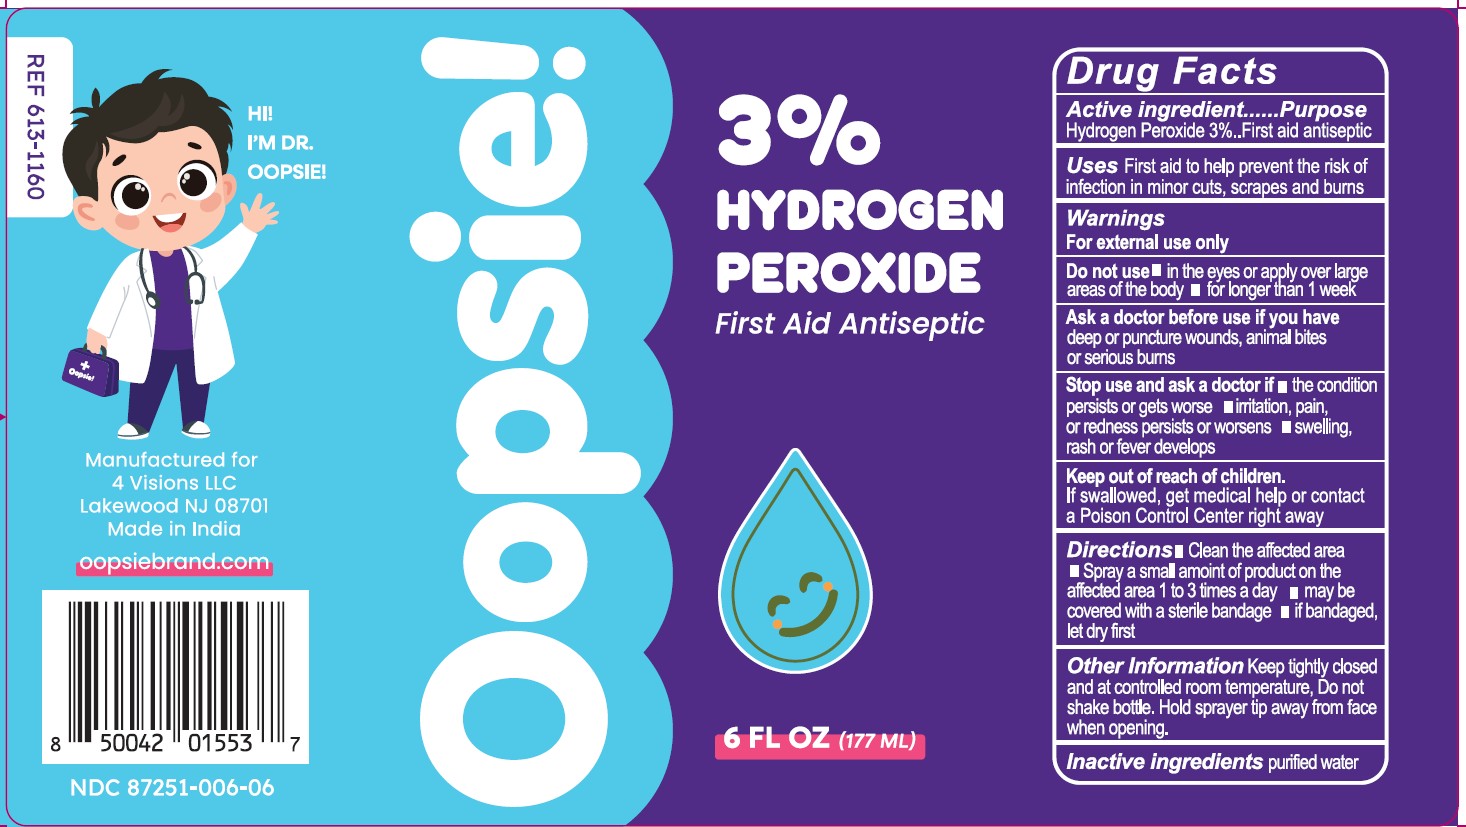 REF 613-1160
HI!
I'M DR.
OOPSIE!
Oopsie!
Manufactured for
4 Visions LLC
Lakewood NJ 08701
Made in India
oopsiebrand.com
8 50042 01553 7
NDC 87251-006-06
Oopsie!
3%
HYDROGEN
PEROXIDE
First Aid Antiseptic
6 FL OZ (177 ML)
Drug Facts
Active ingredient......Purpose
Hydrogen Peroxide 3%..First aid antiseptic
Uses First aid to help prevent the risk of
infection in minor cuts, scrapes and burns
Warnings
For external use only
Do not use ■ in the eyes or apply over large
areas of the body ■ for longer than 1 week
Ask a doctor before use if you have
deep or puncture wounds, animal bites
or serious burns
Stop use and ask a doctor if ■ the condition
persists or gets worse ■ irritation, pain,
or redness persists or worsens ■ swelling,
rash or fever develops
Keep out of reach of children.
If swallowed, get medical help or contact
a Poison Control Center right away
Directions ■ Clean the affected area
■ Spray a small amoint of product on the
affected area 1 to 3 times a day ■ may be
covered with a sterile bandage ■ if bandaged,
let dry first
Other Information Keep tightly closed
and at controlled room temperature, Do not
shake bottle. Hold sprayer tip away from face
when opening.
Inactive ingredients purified water